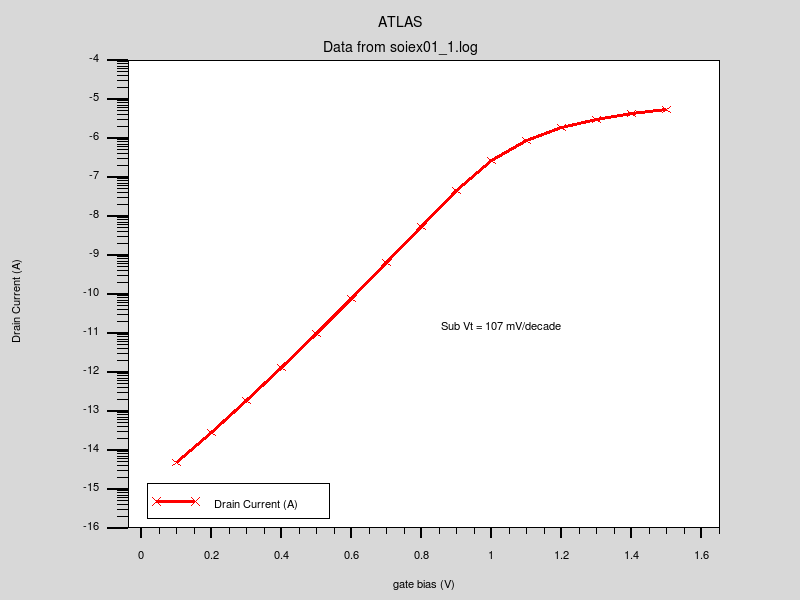 ATLAS
Data from soiex01_1.log
-4
-5
-6
-7
-8
-9
-10
-11
-12
-13
-14
-15
-16
Drain Current (A)
Sub Vt = 107 mV/decade
Drain Current (A)
0 0.2 0.4 0.6 0.8 1 1.2 1.4 1.6
gate bias (V)